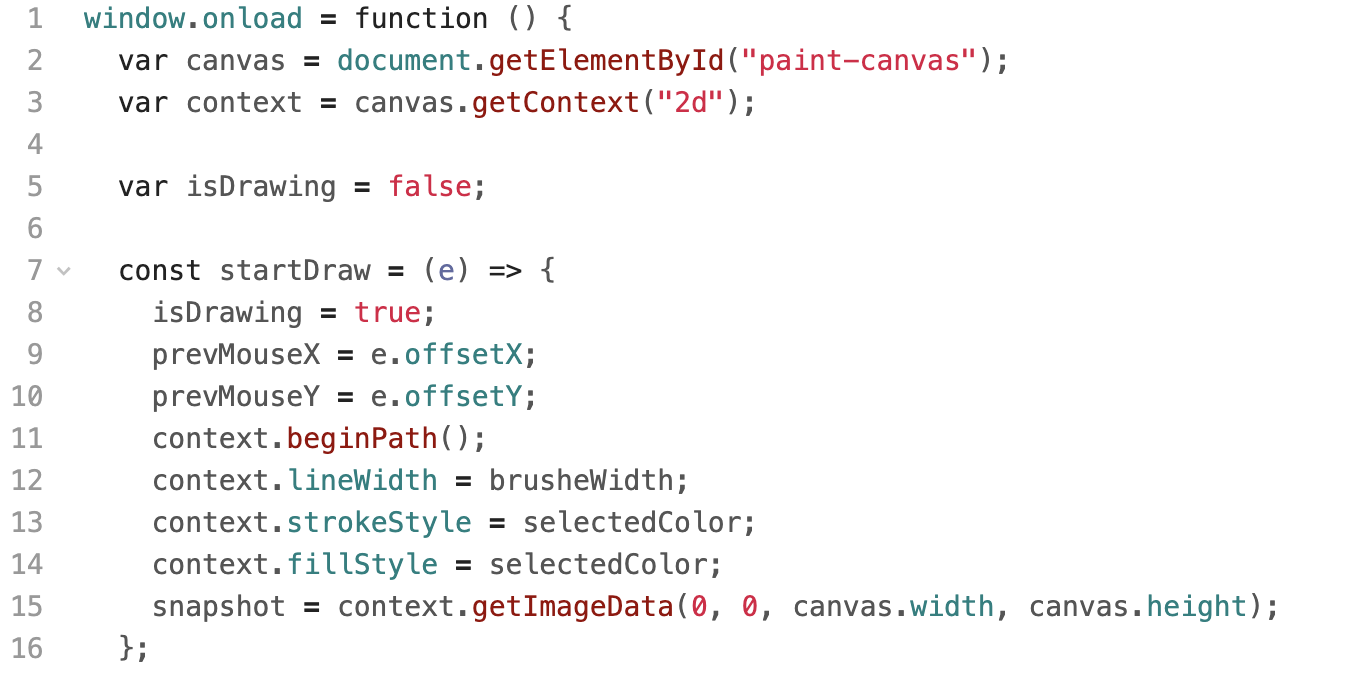 1 window.onload = function () {
2 var canvas = document.getElementById("paint-canvas");
3 var context = canvas.getContext("2d");
4
5 var isDrawing = false;
6
7 const startDraw = (e) => {
8 isDrawing = true;
9 prevMouseX = e.offsetX;
10 prevMouseY = e.offsetY;
11 context.beginPath();
12 context.lineWidth = brusheWidth;
13 context.strokeStyle = selectedColor;
14 context.fillStyle = selectedColor;
15 snapshot = context.getImageData(0, 0, canvas.width, canvas.height);
16 };